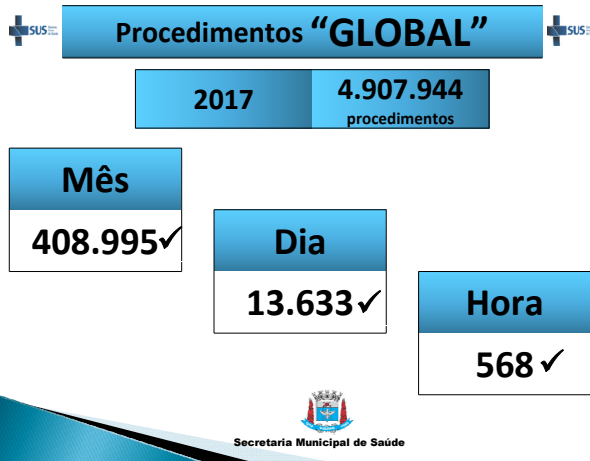 SUS
Procedimentos “GLOBAL”
SUS
2017
4.907.944
procedimentos
Mês
408.995✓
Dia
13.633✓
Hora
568✓
Secretaria Municipal de Saúde